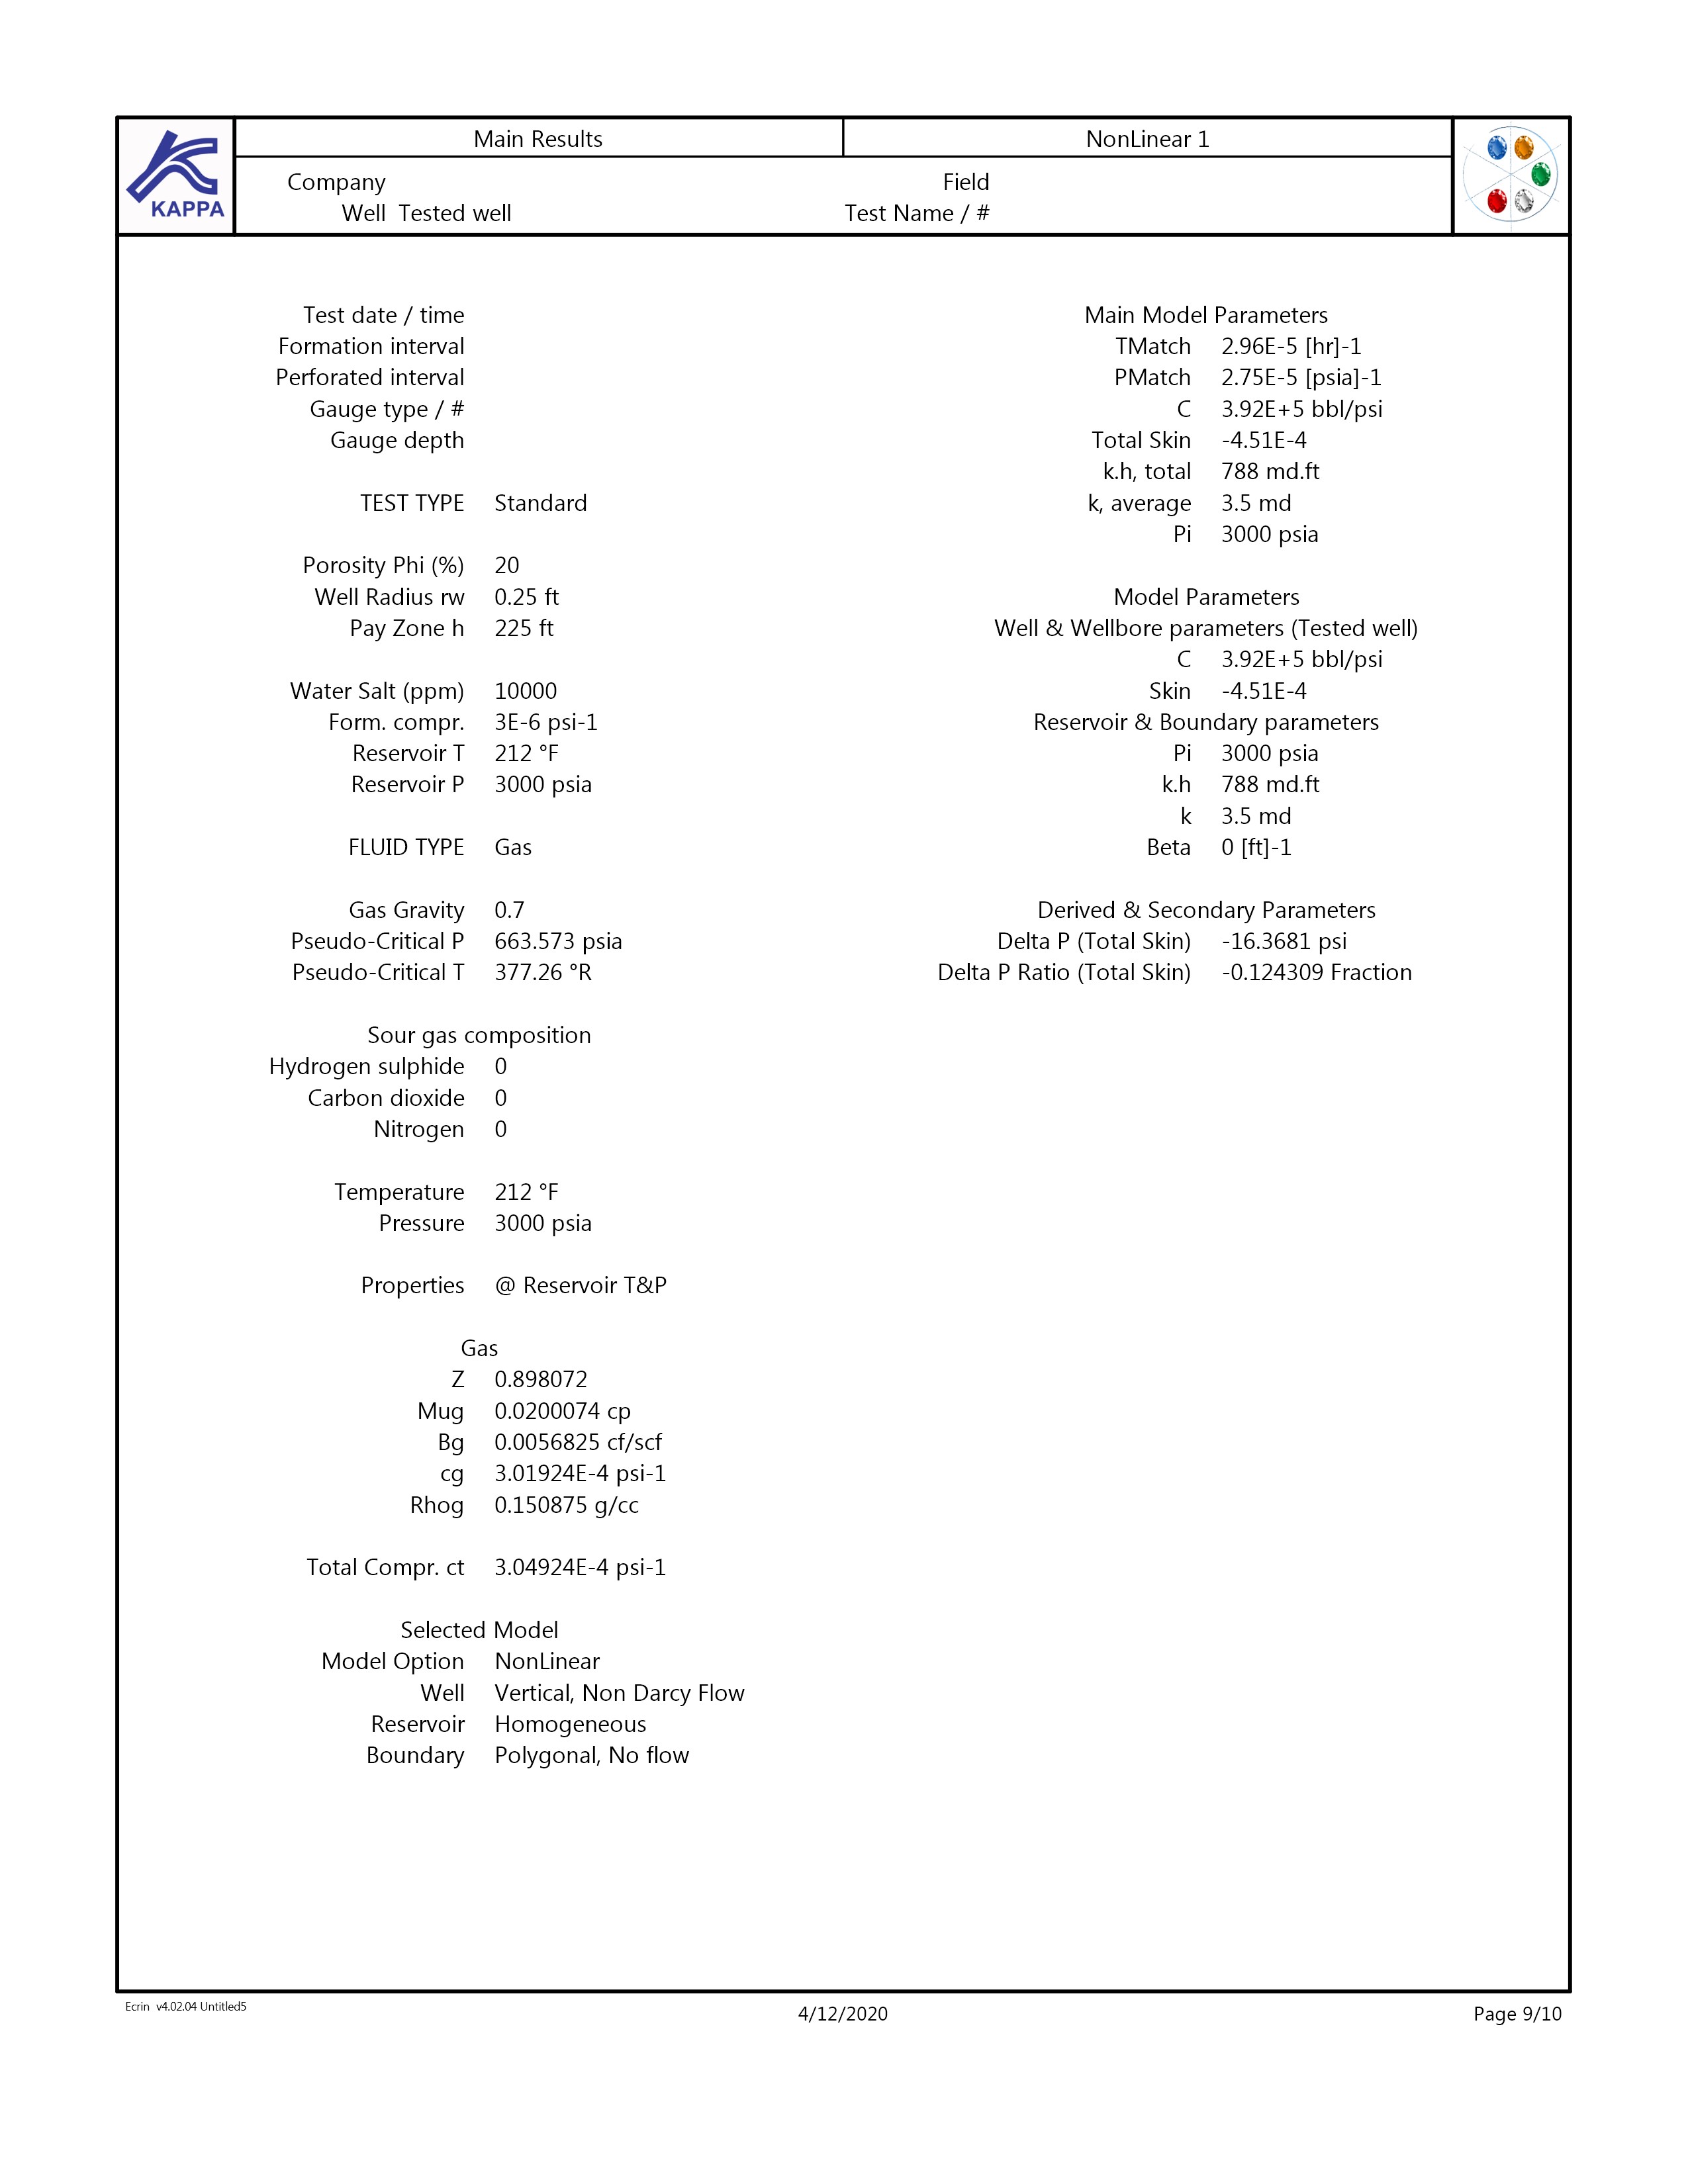 Main Results
NonLinear 1
KAPPA
Company
Field
Well Tested well
Test Name / #
Test date / time
Formation interval
Perforated interval
Gauge type / #
Gauge depth
TEST TYPE Standard
Porosity Phi (%) 20
Well Radius rw 0.25 ft
Pay Zone h 225 ft
Water Salt (ppm) 10000
Form. compr. 3E-6 psi-1
Reservoir T 212 °F
Reservoir P 3000 psia
FLUID TYPE Gas
Gas Gravity 0.7
Pseudo-Critical P 663.573 psia
Pseudo-Critical T 377.26 °R
Sour gas composition
Hydrogen sulphide 0
Carbon dioxide 0
Nitrogen 0
Temperature 212 °F
Pressure 3000 psia
Properties @ Reservoir T&P
Gas
Z 0.898072
Mug 0.0200074 cp
Bg 0.0056825 cf/scf
cg 3.01924E-4 psi-1
Rhog 0.150875 g/cc
Total Compr. ct 3.04924E-4 psi-1
Selected Model
Model Option NonLinear
Well Vertical, Non Darcy Flow
Reservoir Homogeneous
Boundary Polygonal, No flow
Main Model Parameters
TMatch 2.96E-5 [hr]-1
PMatch 2.75E-5 [psia]-1
C 3.92E+5 bbl/psi
Total Skin -4.51E-4
k.h, total 788 md.ft
k, average 3.5 md
Pi 3000 psia
Model Parameters
Well & Wellbore parameters (Tested well)
C 3.92E+5 bbl/psi
Skin -4.51E-4
Reservoir & Boundary parameters
Pi 3000 psia
k.h 788 md.ft
k 3.5 md
Beta 0 [ft]-1
Derived & Secondary Parameters
Delta P (Total Skin) -16.3681 psi
Delta P Ratio (Total Skin) -0.124309 Fraction
Ecrin v4.02.04 Untitled5
4/12/2020
Page 9/10